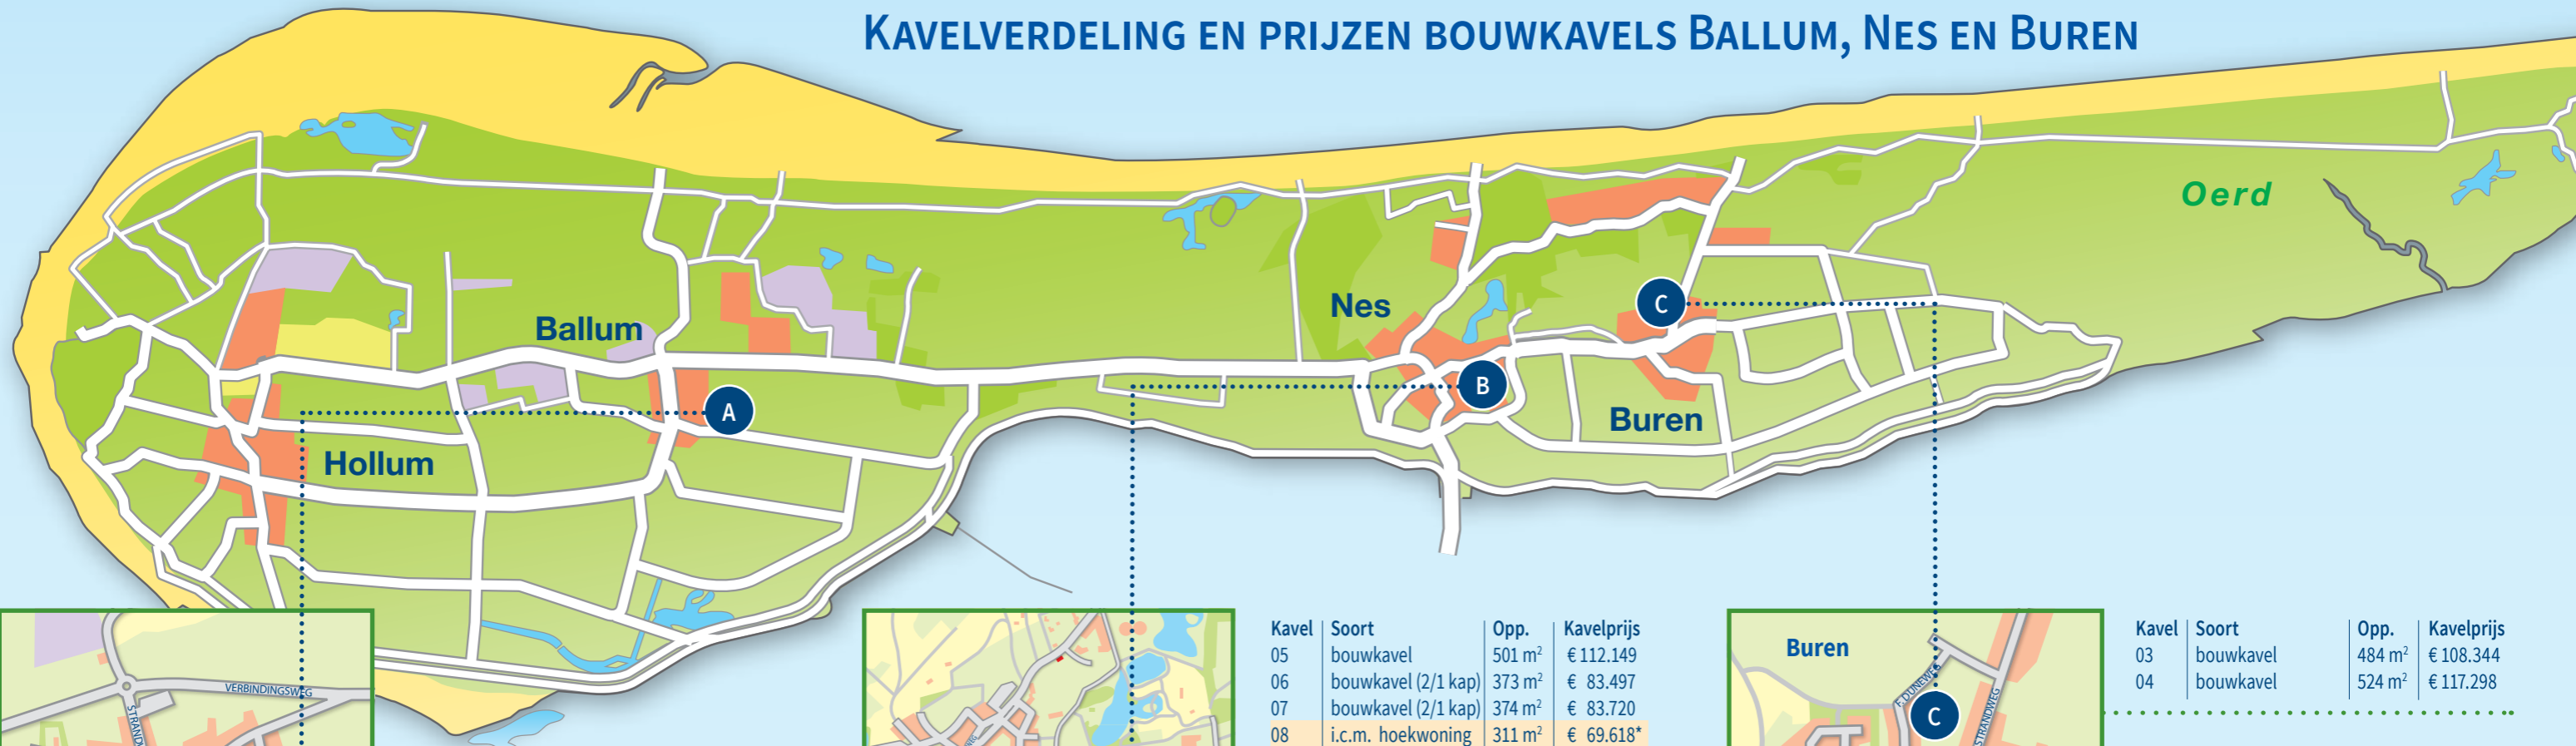 KAVELVERDELING EN PRIJZEN BOUWKAVELS BALLUM, NES EN BUREN
Oerd
Nes
C
Ballum
B
A
Buren
Hollum
VERBINDINGSWEG
Kavel Soort Opp. Kavelprijs
05 bouwkavel 501 m² € 112.149
06 bouwkavel (2/1 kap) 373 m² € 83.497
07 bouwkavel (2/1 kap) 374 m² € 83.720
08 i.c.m. hoekwoning 311 m² € 69.618*
Buren
STRANDWEG
C
Kavel Soort Opp. Kavelprijs
03 bouwkavel 484 m² € 108.344
04 bouwkavel 524 m² € 117.298